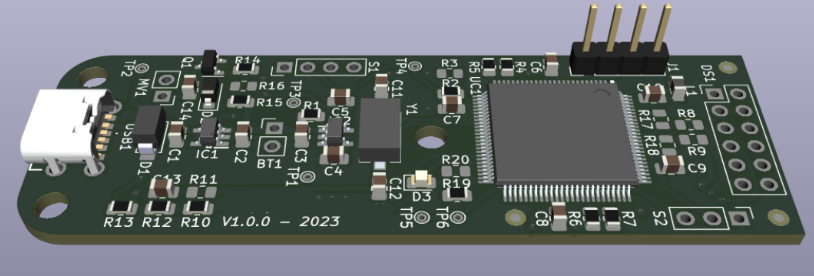 TP2
MV1
Q1
R14
R16
R15
C14
USB1
D1
C1
IC1
C2
BT1
TP3
S1
R1
C5
C3
C4
TP1
C13
R11
R13
R12
R10
V1.0.0 – 2023
TP4
C11
Y1
C12
R3
R2
C7
R20
R19
D3
TP5
TP6
R5
R4
C6
UC1
J1
DS1
L1
R17
R18
R8
R9
C9
C8
R6
R7
S2